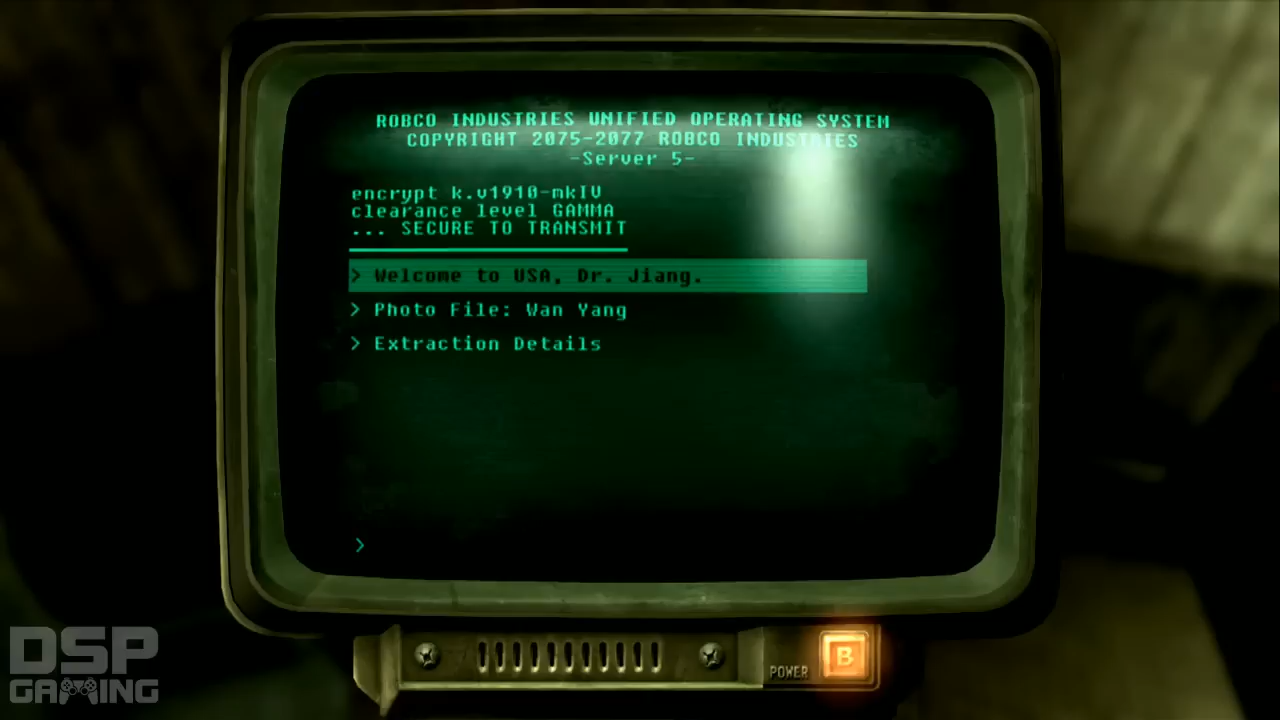 ROBCO INDUSTRIES UNIFIED OPERATING SYSTEM
COPYRIGHT 2075-2077 ROBCO INDUSTRIES
-Server 5-
encrypt k.v1910-mkIV
clearance level GAMMA
... SECURE TO TRANSMIT
> Welcome to USA, Dr. Jiang.
> Photo File: Wan Yang
> Extraction Details
>
POWER B
DSP
GAMING